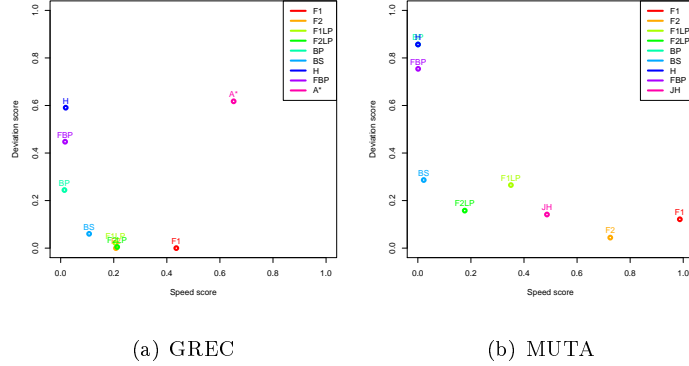 F1
F2
F1LP
F2LP
BP
BS
H
FBP
A*
Deviation score
1.0
0.8
0.6
0.4
0.2
0.0
H
A*
FBP
BP
BS
F1LP
F2LP
F1
0.0 0.2 0.4 0.6 0.8 1.0
Speed score
(a) GREC
F1
F2
F1LP
F2LP
BP
BS
H
FBP
JH
Deviation score
1.0
0.8
0.6
0.4
0.2
0.0
H
FBP
BS
F1LP
F2LP
JH
F1
F2
0.0 0.2 0.4 0.6 0.8 1.0
Speed score
(b) MUTA